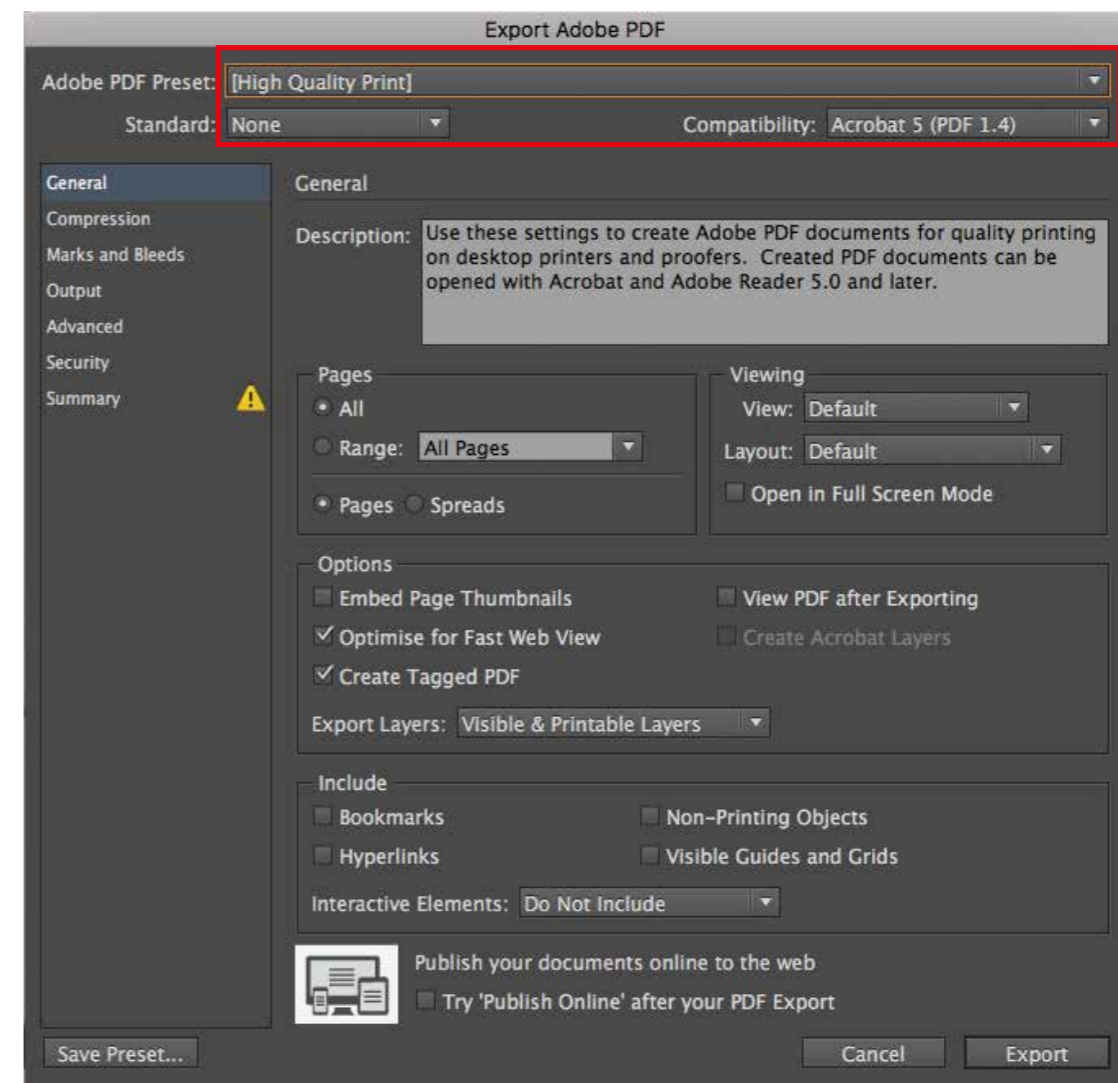 Export Adobe PDF
Adobe PDF Preset: [High Quality Print]
Standard: None Compatibility: Acrobat 5 (PDF 1.4)
General
Compression
Marks and Bleeds
Output
Advanced
Security
Summary
General
Description: Use these settings to create Adobe PDF documents for quality printing
on desktop printers and proofers. Created PDF documents can be
opened with Acrobat and Adobe Reader 5.0 and later.
Pages
All
Range: All Pages
Pages Spreads
Viewing
View: Default
Layout: Default
Open in Full Screen Mode
Options
Embed Page Thumbnails View PDF after Exporting
Optimise for Fast Web View Create Acrobat Layers
Create Tagged PDF
Export Layers: Visible & Printable Layers
Include
Bookmarks Non-Printing Objects
Hyperlinks Visible Guides and Grids
Interactive Elements: Do Not Include
Publish your documents online to the web
Try 'Publish Online' after your PDF Export
Save Preset... Cancel Export